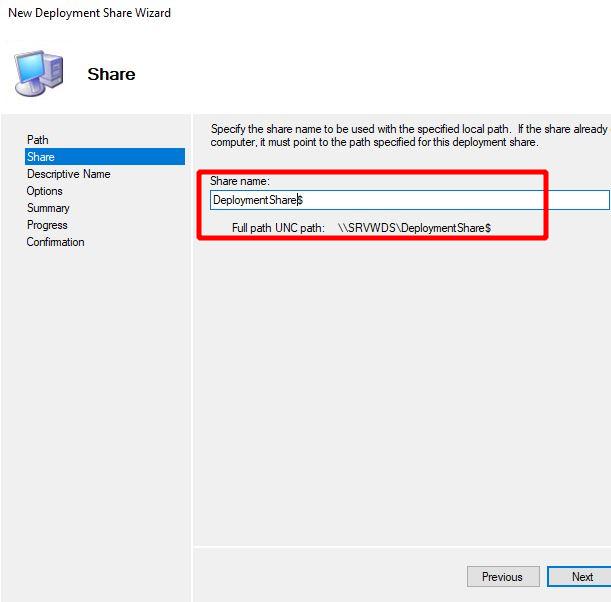 New Deployment Share Wizard
Share
Path
Share
Descriptive Name
Options
Summary
Progress
Confirmation
Specify the share name to be used with the specified local path. If the share already
computer, it must point to the path specified for this deployment share.
Share name:
DeploymentShare$
Full path UNC path: \\SRVWDS\DeploymentShare$
Previous
Next